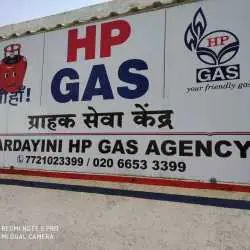 HP
GAS
HP
GAS
your friendly gas
हाँ!
ग्राहक सेवा केंद्र
ARDAYINI HP GAS AGENCY
7721023399 / 020 6653 3399
REDMI NOTE 5 PRO
MI DUAL CAMERA